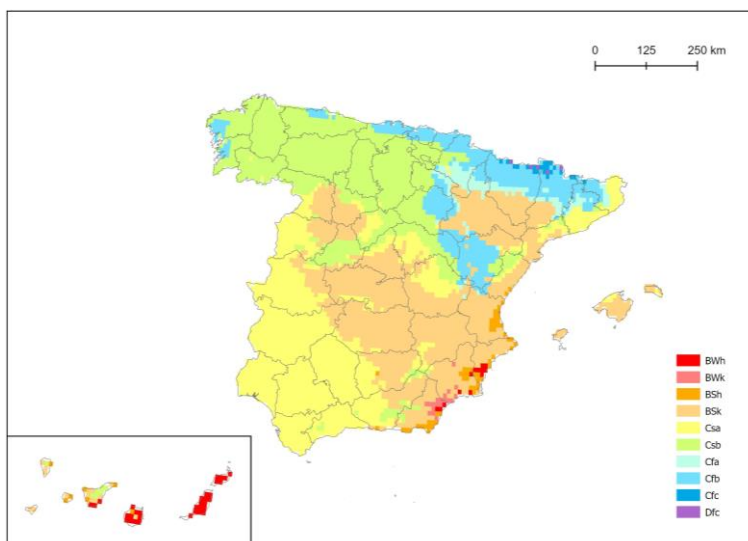 0 125 250 km
BWh
BWk
BSh
BSk
Csa
Csb
Cfa
Cfb
Cfc
Dfc